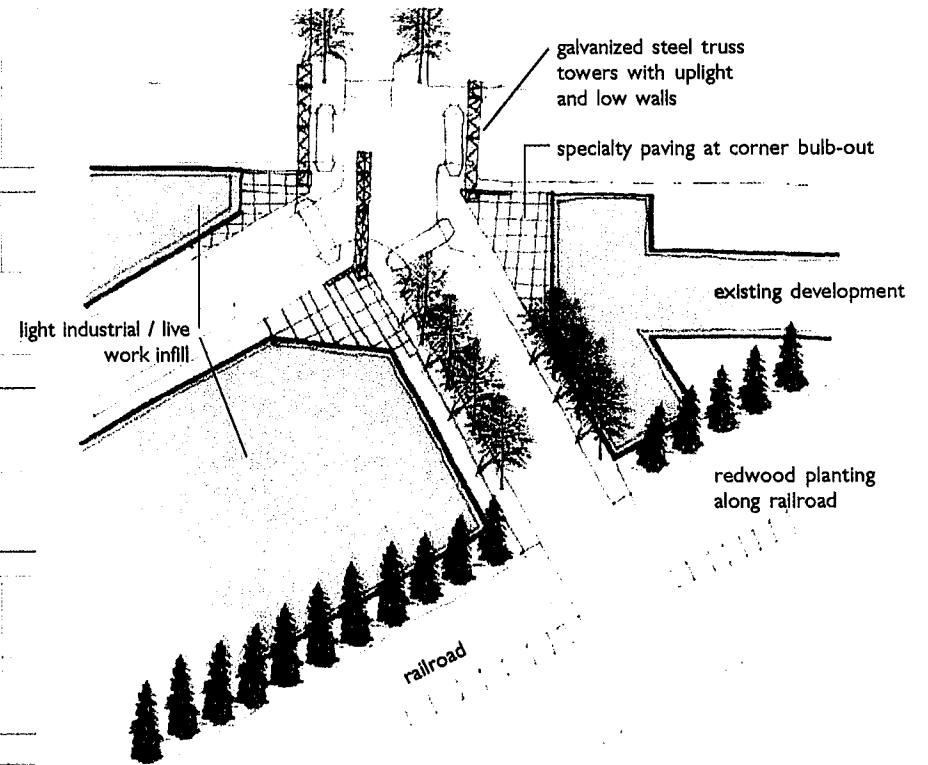 galvanized steel truss
towers with uplight
and low walls
specialty paving at corner bulb-out
existing development
light industrial / live
work infill
redwood planting
along railroad
railroad